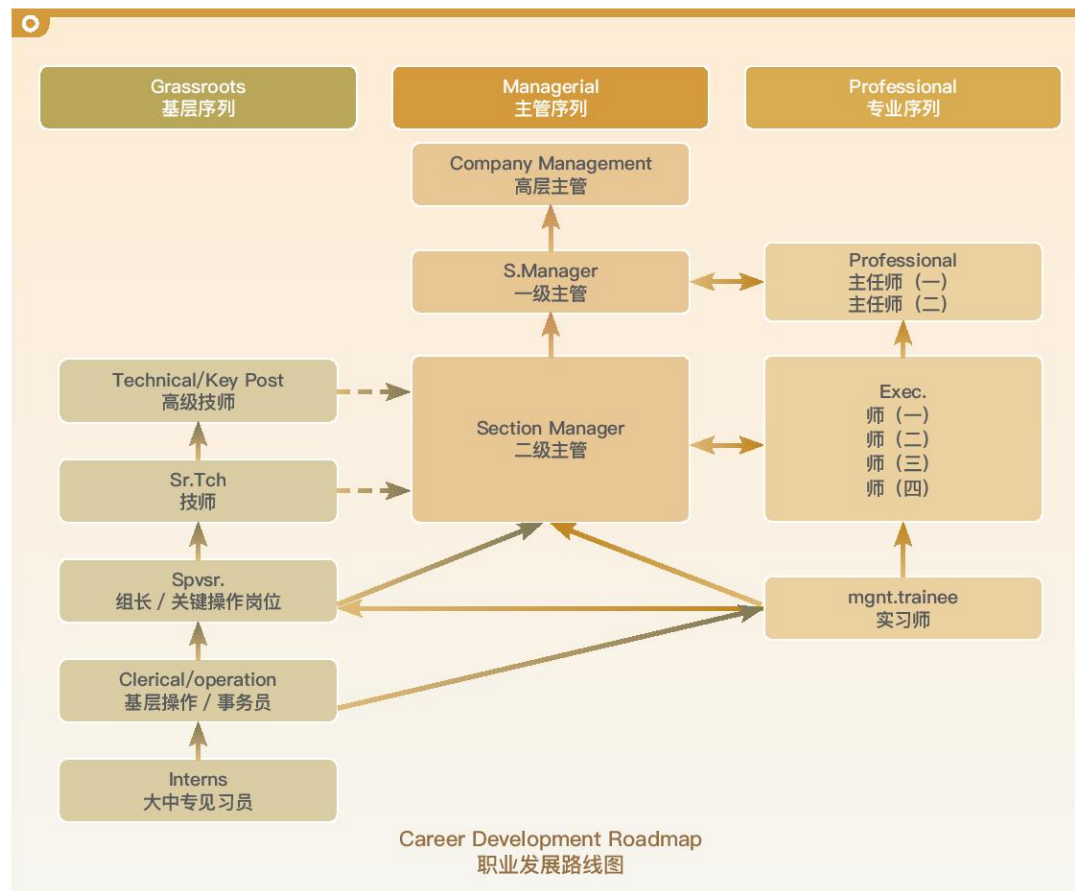 Grassroots
基层序列
Managerial
主管序列
Professional
专业序列
Company Management
高层主管
S.Manager
一级主管
Professional
主任师（一）
主任师（二）
Technical/Key Post
高级技师
Section Manager
二级主管
Exec.
师（一）
师（二）
师（三）
师（四）
Sr.Tch
技师
Spvsr.
组长 / 关键操作岗位
mgnt.trainee
实习师
Clerical/operation
基层操作 / 事务员
Interns
大中专见习员
Career Development Roadmap
职业发展路线图